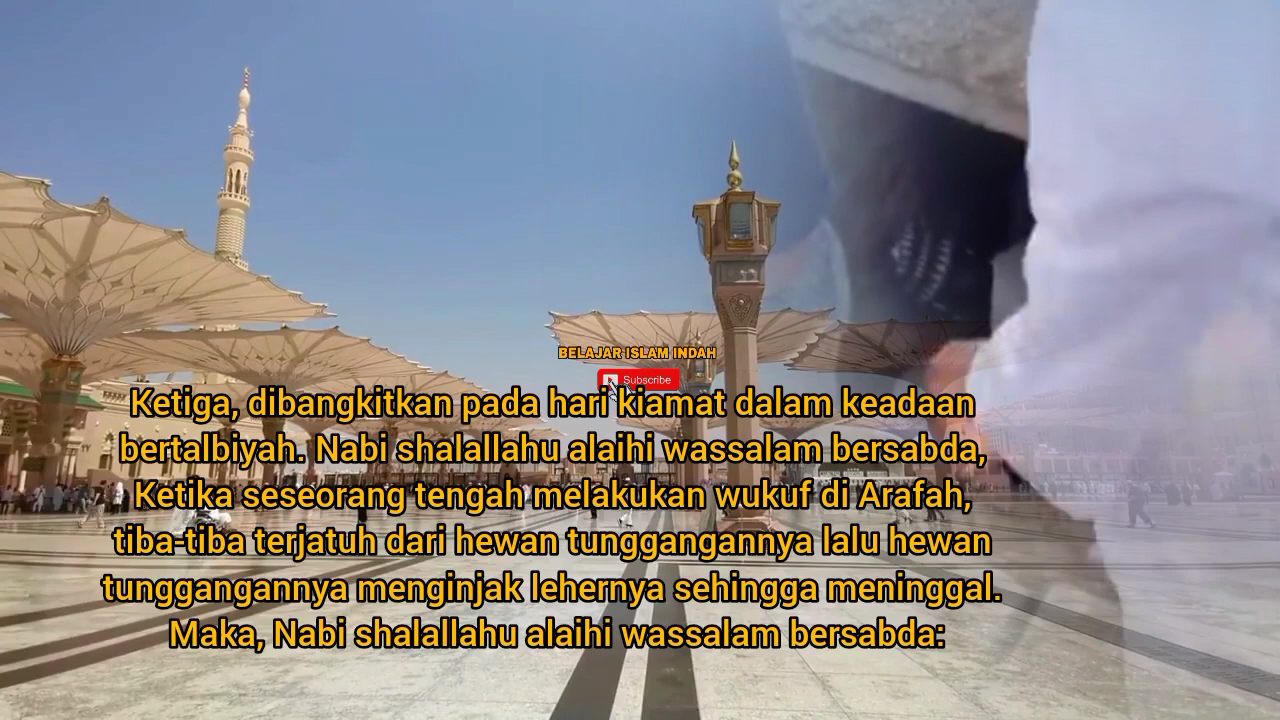 BELAJAR ISLAM INDAH
Subscribe
Ketiga, dibangkitkan pada hari kiamat dalam keadaan
bertalbiyah. Nabi shalallahu alaihi wassalam bersabda,
Ketika seseorang tengah melakukan wukuf di Arafah,
tiba-tiba terjatuh dari hewan tunggangannya lalu hewan
tunggangannya menginjak lehernya sehingga meninggal.
Maka, Nabi shalallahu alaihi wassalam bersabda: